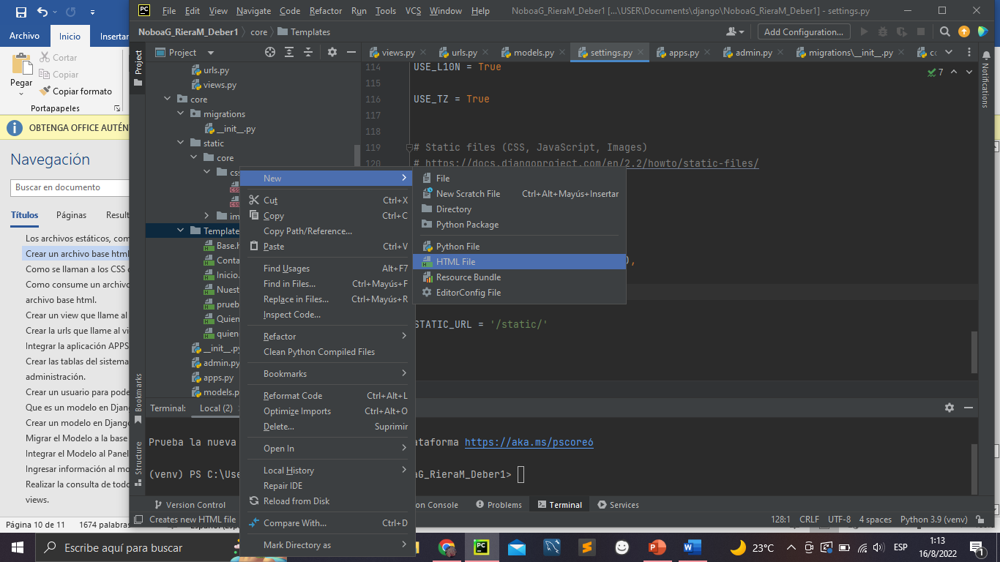 Archivo
Inicio
Insertar
Cortar
Copiar
Copiar formato
Pegar
Portapapeles
OBTENGA OFFICE AUTÉN
Navegación
Buscar en documento
Títulos Páginas Result
Los archivos estáticos, com
Crear un archivo base html
Como se llaman a los CSS d
Como consume un archivo
archivo base html.
Crear un view que llame al
Crear la urls que llame al vi
Integrar la aplicación APPS
Crear las tablas del sistema
administración.
Crear un usuario para pode
Que es un modelo en Djang
Crear un modelo en Django
Migrar el Modelo a la base
Integrar el Modelo al Panel
Ingresar información al mo
Realizar la consulta de todo
views.
Página 10 de 11 1674 palabras
PC File Edit View Navigate Code Refactor Run Tools VCS Window Help NoboaG_RieraM_Deber1 [...\USER\Documents\django\NoboaG_RieraM_Deber1] - settings.py
NoboaG_RieraM_Deber1 core Templates
Add Configuration...
Project
Project
views.py urls.py models.py settings.py apps.py admin.py migrations\__init__.py co
urls.py
views.py
core
migrations
__init__.py
static
core
css
CSS
CSS
im
Template
Base.h
Conta
Inicio.
Nuest
prueb
Quien
quien
__init__.py
admin.py
apps.py
models.p
114 USE_L10N = True
115
116 USE_TZ = True
117
118
119 # Static files (CSS, JavaScript, Images)
120 # https://docs.djangoproject.com/en/2.2/howto/static-files/
),
STATIC_URL = '/static/'
7
Notifications
Bookmarks
Structure
New
Cut Ctrl+X
Copy Ctrl+C
Copy Path/Reference...
Paste Ctrl+V
Find Usages Alt+F7
Find in Files... Ctrl+Mayús+F
Replace in Files... Ctrl+Mayús+R
Inspect Code...
Refactor
Clean Python Compiled Files
Bookmarks
Reformat Code Ctrl+Alt+L
Optimize Imports Ctrl+Alt+O
Delete... Suprimir
Open In
Local History
Repair IDE
Reload from Disk
Compare With... Ctrl+D
Mark Directory as
File
New Scratch File Ctrl+Alt+Mayús+Insertar
Directory
Python Package
Python File
HTML File
Resource Bundle
EditorConfig File
Terminal: Local (2)
Prueba la nueva ataforma https://aka.ms/pscore6
(venv) PS C:\Use aG_RieraM_Deber1>
Version Control on Console Problems Terminal Services
Creates new HTML file 128:1 CRLF UTF-8 4 spaces Python 3.9 (venv)
Escribe aquí para buscar
23°C
ESP
1:13
16/8/2022
1